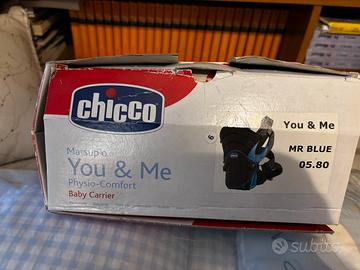 chicco
Marsupio
You & Me
Physio-Comfort
Baby Carrier
You & Me
MR BLUE
05.80
subito